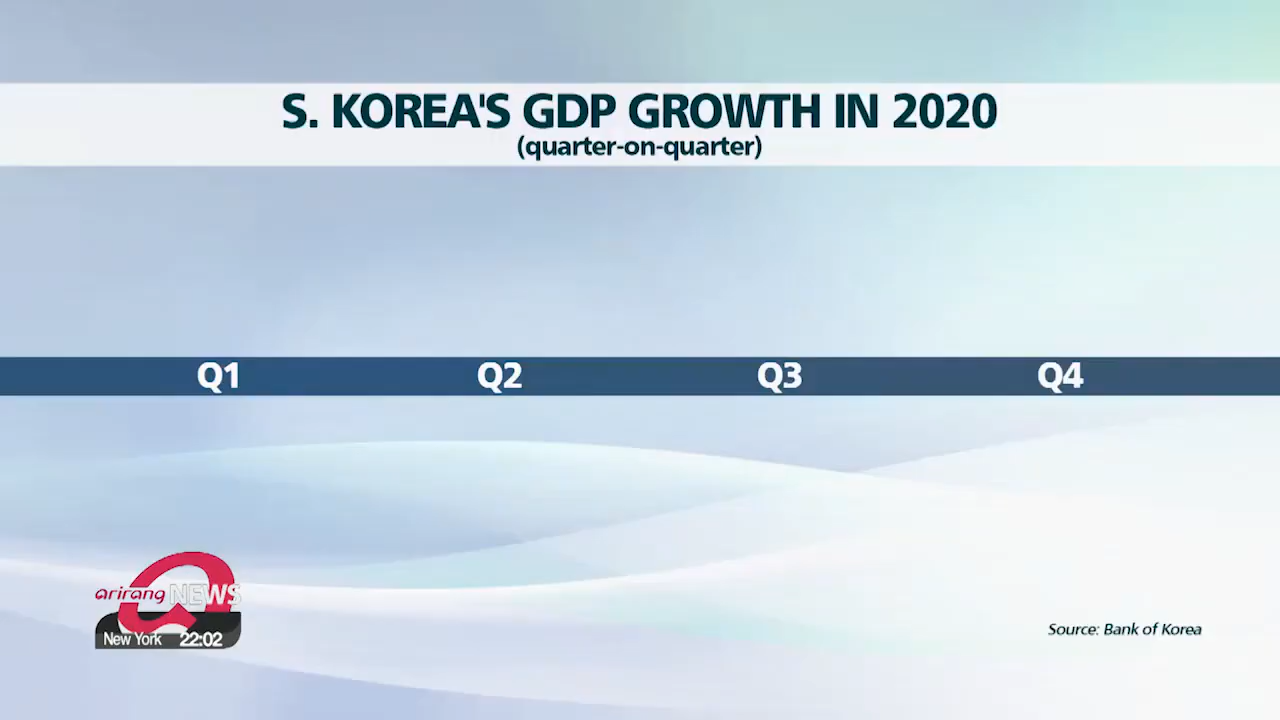 S. KOREA'S GDP GROWTH IN 2020
(quarter-on-quarter)
Q1 Q2 Q3 Q4
arirang NEWS
New York 22:02
Source: Bank of Korea